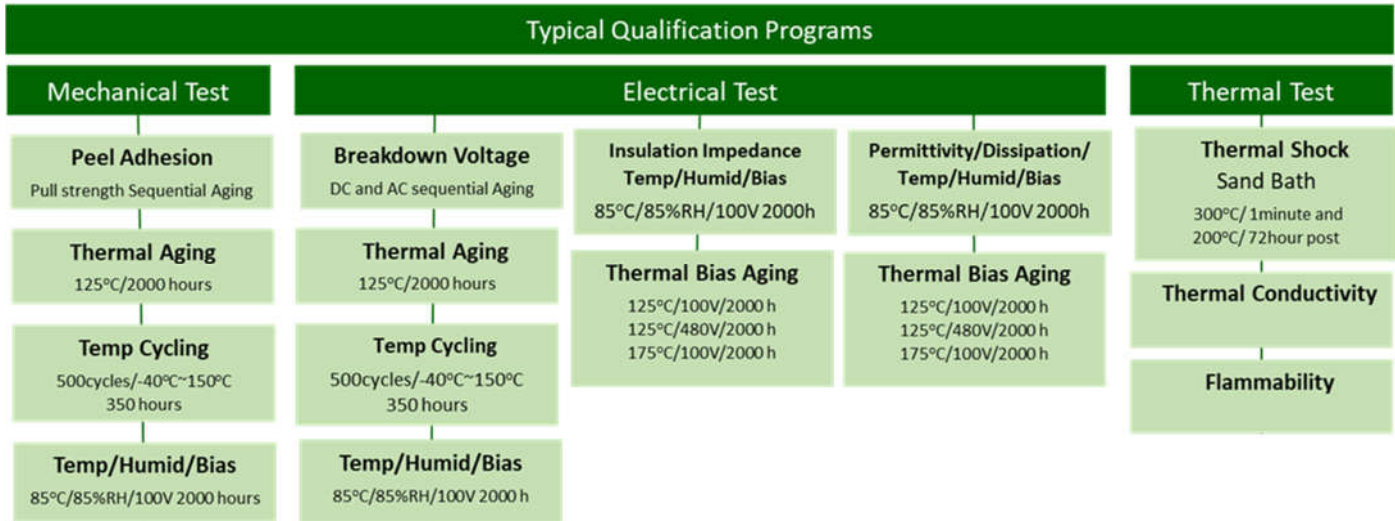 Typical Qualification Programs
Mechanical Test
Electrical Test
Thermal Test
Peel Adhesion
Pull strength Sequential Aging
Thermal Aging
125°C/2000 hours
Temp Cycling
500cycles/-40°C~150°C
350 hours
Temp/Humid/Bias
85°C/85%RH/100V 2000 hours
Breakdown Voltage
DC and AC sequential Aging
Thermal Aging
125°C/2000 hours
Temp Cycling
500cycles/-40°C~150°C
350 hours
Temp/Humid/Bias
85°C/85%RH/100V 2000 h
Insulation Impedance
Temp/Humid/Bias
85°C/85%RH/100V 2000h
Thermal Bias Aging
125°C/100V/2000 h
125°C/480V/2000 h
175°C/100V/2000 h
Permittivity/Dissipation/
Temp/Humid/Bias
85°C/85%RH/100V 2000h
Thermal Bias Aging
125°C/100V/2000 h
125°C/480V/2000 h
175°C/100V/2000 h
Thermal Shock
Sand Bath
300°C/ 1minute and
200°C/ 72hour post
Thermal Conductivity
Flammability